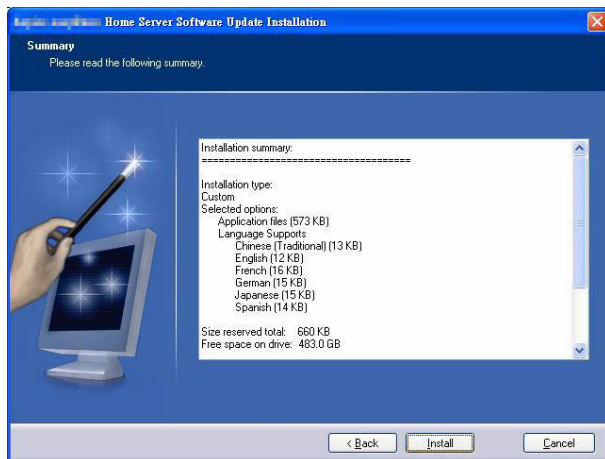 Home Server Software Update Installation
Summary
Please read the following summary.
Installation summary:
=====================================
Installation type:
Custom
Selected options:
Application files (573 KB)
Language Supports
Chinese (Traditional) (13 KB)
English (12 KB)
French (16 KB)
German (15 KB)
Japanese (15 KB)
Spanish (14 KB)
Size reserved total: 660 KB
Free space on drive: 483.0 GB
< Back
Install
Cancel